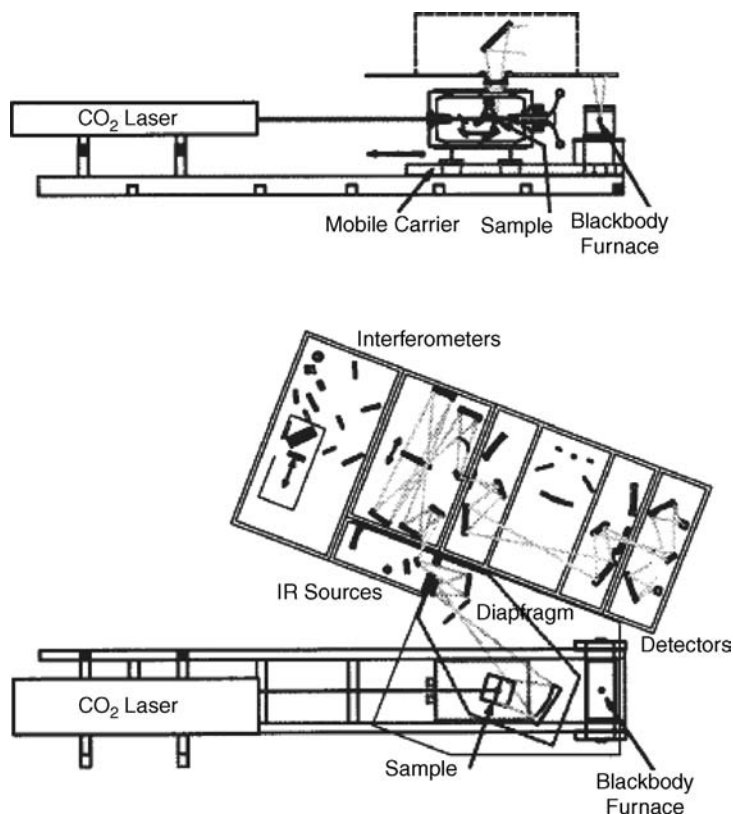 CO₂ Laser
Mobile Carrier
Sample
Blackbody
Furnace
Interferometers
IR Sources
Diapfragm
Detectors
CO₂ Laser
Sample
Blackbody
Furnace